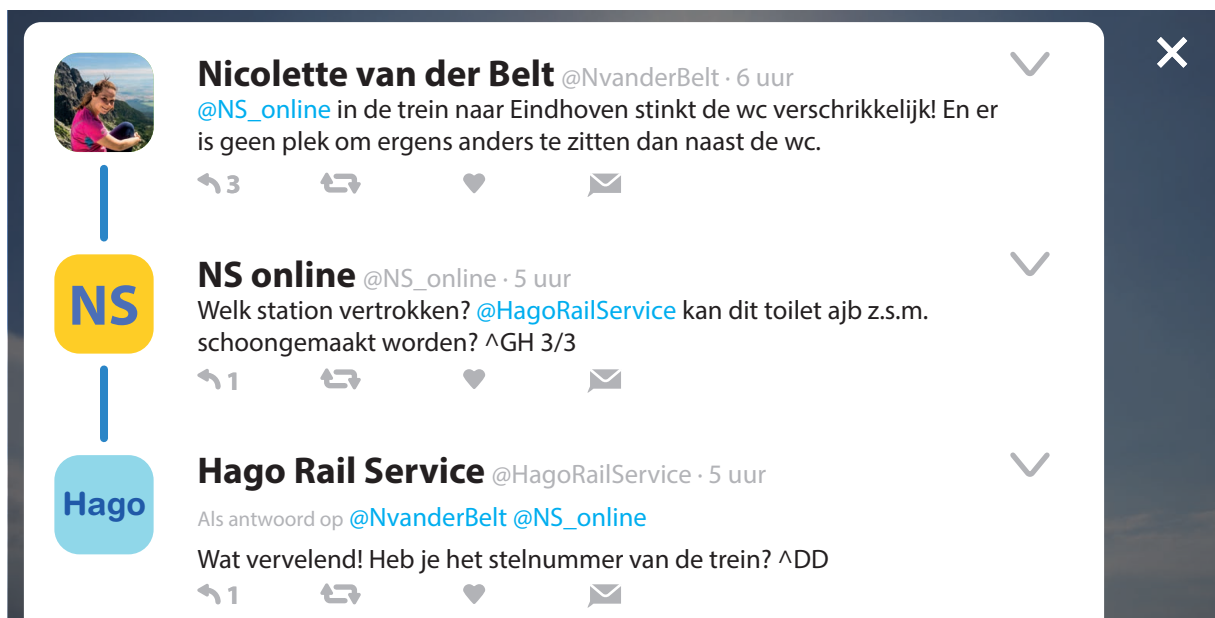 Nicolette van der Belt @NvanderBelt · 6 uur
@NS_online in de trein naar Eindhoven stinkt de wc verschrikkelijk! En er
is geen plek om ergens anders te zitten dan naast de wc.
3
NS
NS online @NS_online · 5 uur
Welk station vertrokken? @HagoRailService kan dit toilet ajb z.s.m.
schoongemaakt worden? ^GH 3/3
1
Hago
Hago Rail Service @HagoRailService · 5 uur
Als antwoord op @NvanderBelt @NS_online
Wat vervelend! Heb je het stelnummer van de trein? ^DD
1